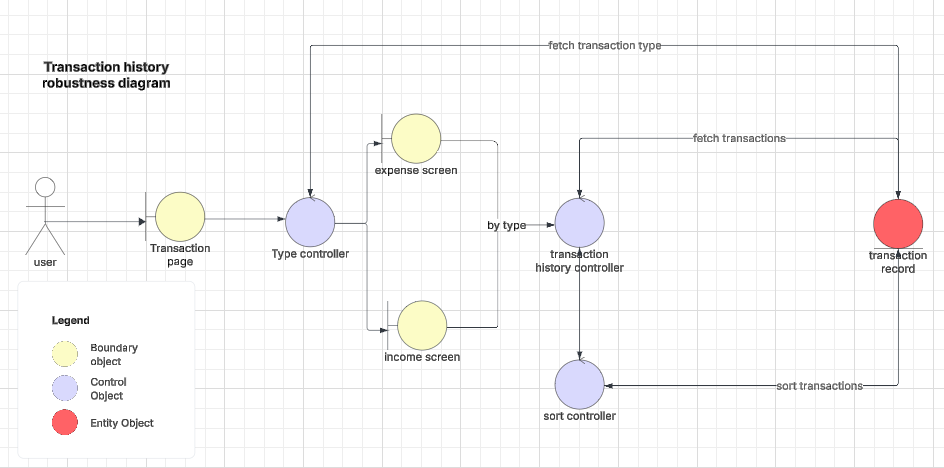 fetch transaction type
Transaction history
robustness diagram
fetch transactions
expense screen
by type
user
Transaction
page
Type controller
transaction
history controller
transaction
record
Legend
Boundary
object
Control
Object
Entity Object
income screen
sort transactions
sort controller